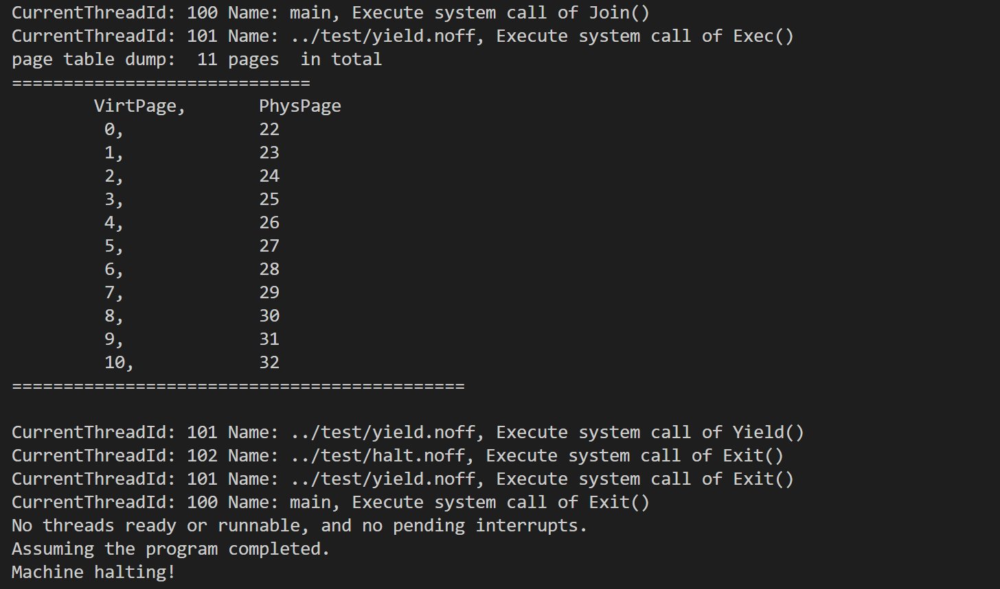 CurrentThreadId: 100 Name: main, Execute system call of Join()
CurrentThreadId: 101 Name: ../test/yield.noff, Execute system call of Exec()
page table dump:  11 pages  in total
=============================
        VirtPage,       PhysPage
         0,             22
         1,             23
         2,             24
         3,             25
         4,             26
         5,             27
         6,             28
         7,             29
         8,             30
         9,             31
         10,            32
============================================

CurrentThreadId: 101 Name: ../test/yield.noff, Execute system call of Yield()
CurrentThreadId: 102 Name: ../test/halt.noff, Execute system call of Exit()
CurrentThreadId: 101 Name: ../test/yield.noff, Execute system call of Exit()
CurrentThreadId: 100 Name: main, Execute system call of Exit()
No threads ready or runnable, and no pending interrupts.
Assuming the program completed.
Machine halting!